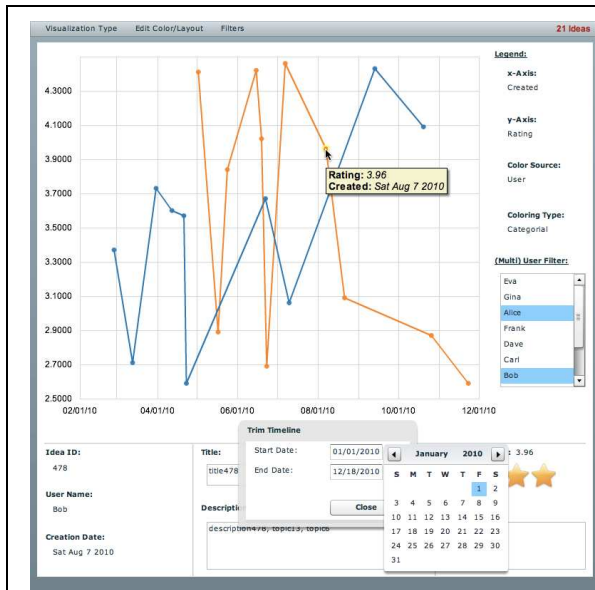 Visualization Type Edit Color/Layout Filters 21 Ideas
Legend:
x-Axis:
Created
y-Axis:
Rating
Color Source:
User
Coloring Type:
Categorial
(Multi) User Filter:
Eva
Gina
Alice
Frank
Dave
Carl
Bob
4.3000
4.1000
3.9000
3.7000
3.5000
3.3000
3.1000
2.9000
2.7000
2.5000
02/01/10 04/01/10 06/01/10 08/01/10 10/01/10 12/01/10
Rating: 3.96
Created: Sat Aug 7 2010
Trim Timeline
Start Date: 01/01/2010
End Date: 12/18/2010
Close
January 2010
S M T W T F S
1 2
3 4 5 6 7 8 9
10 11 12 13 14 15 16
17 18 19 20 21 22 23
24 25 26 27 28 29 30
31
Idea ID:
478
User Name:
Bob
Creation Date:
Sat Aug 7 2010
Title:
title478
Description
description478, topic13, topic6
: 3.96